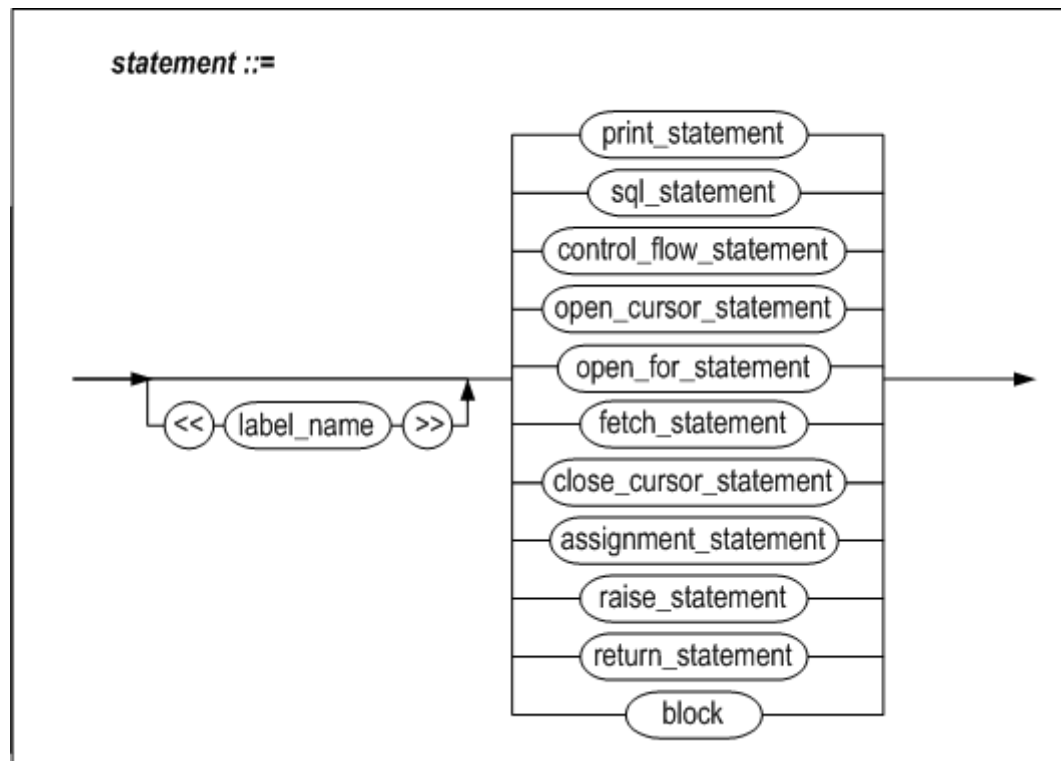 statement ::=
print_statement
sql_statement
control_flow_statement
open_cursor_statement
open_for_statement
<< label_name >>
fetch_statement
close_cursor_statement
assignment_statement
raise_statement
return_statement
block